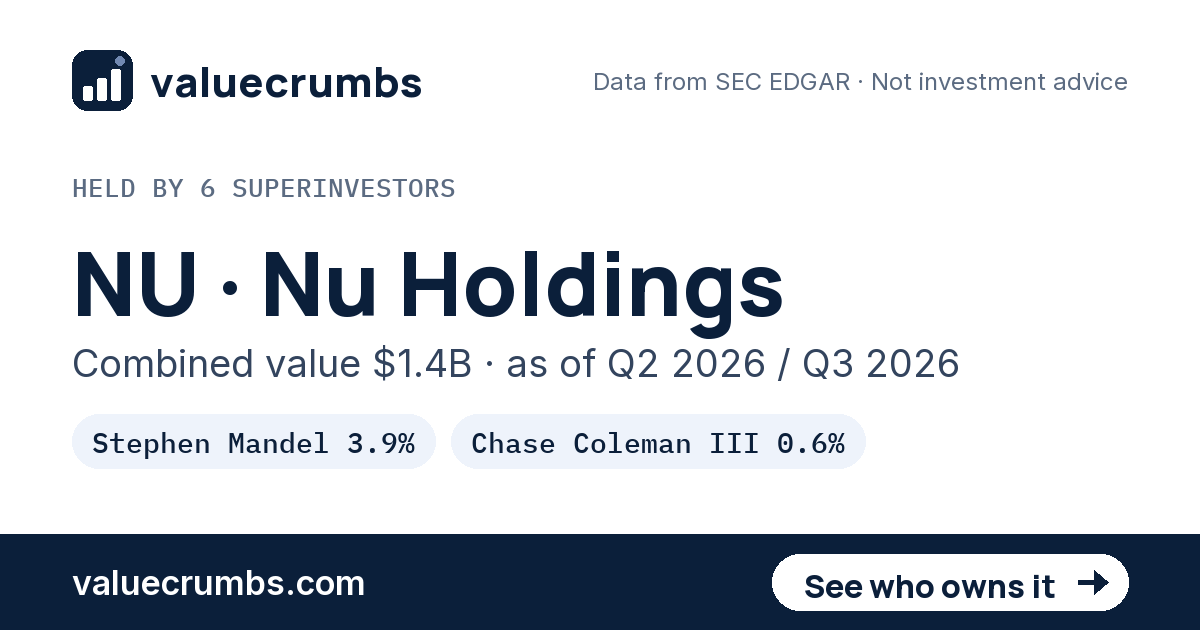 valuecrumbs
Data from SEC EDGAR · Not investment advice
HELD BY 6 SUPERINVESTORS
NU · Nu Holdings
Combined value $1.4B · as of Q2 2026 / Q3 2026
Stephen Mandel 3.9%
Chase Coleman III 0.6%
valuecrumbs.com
See who owns it →